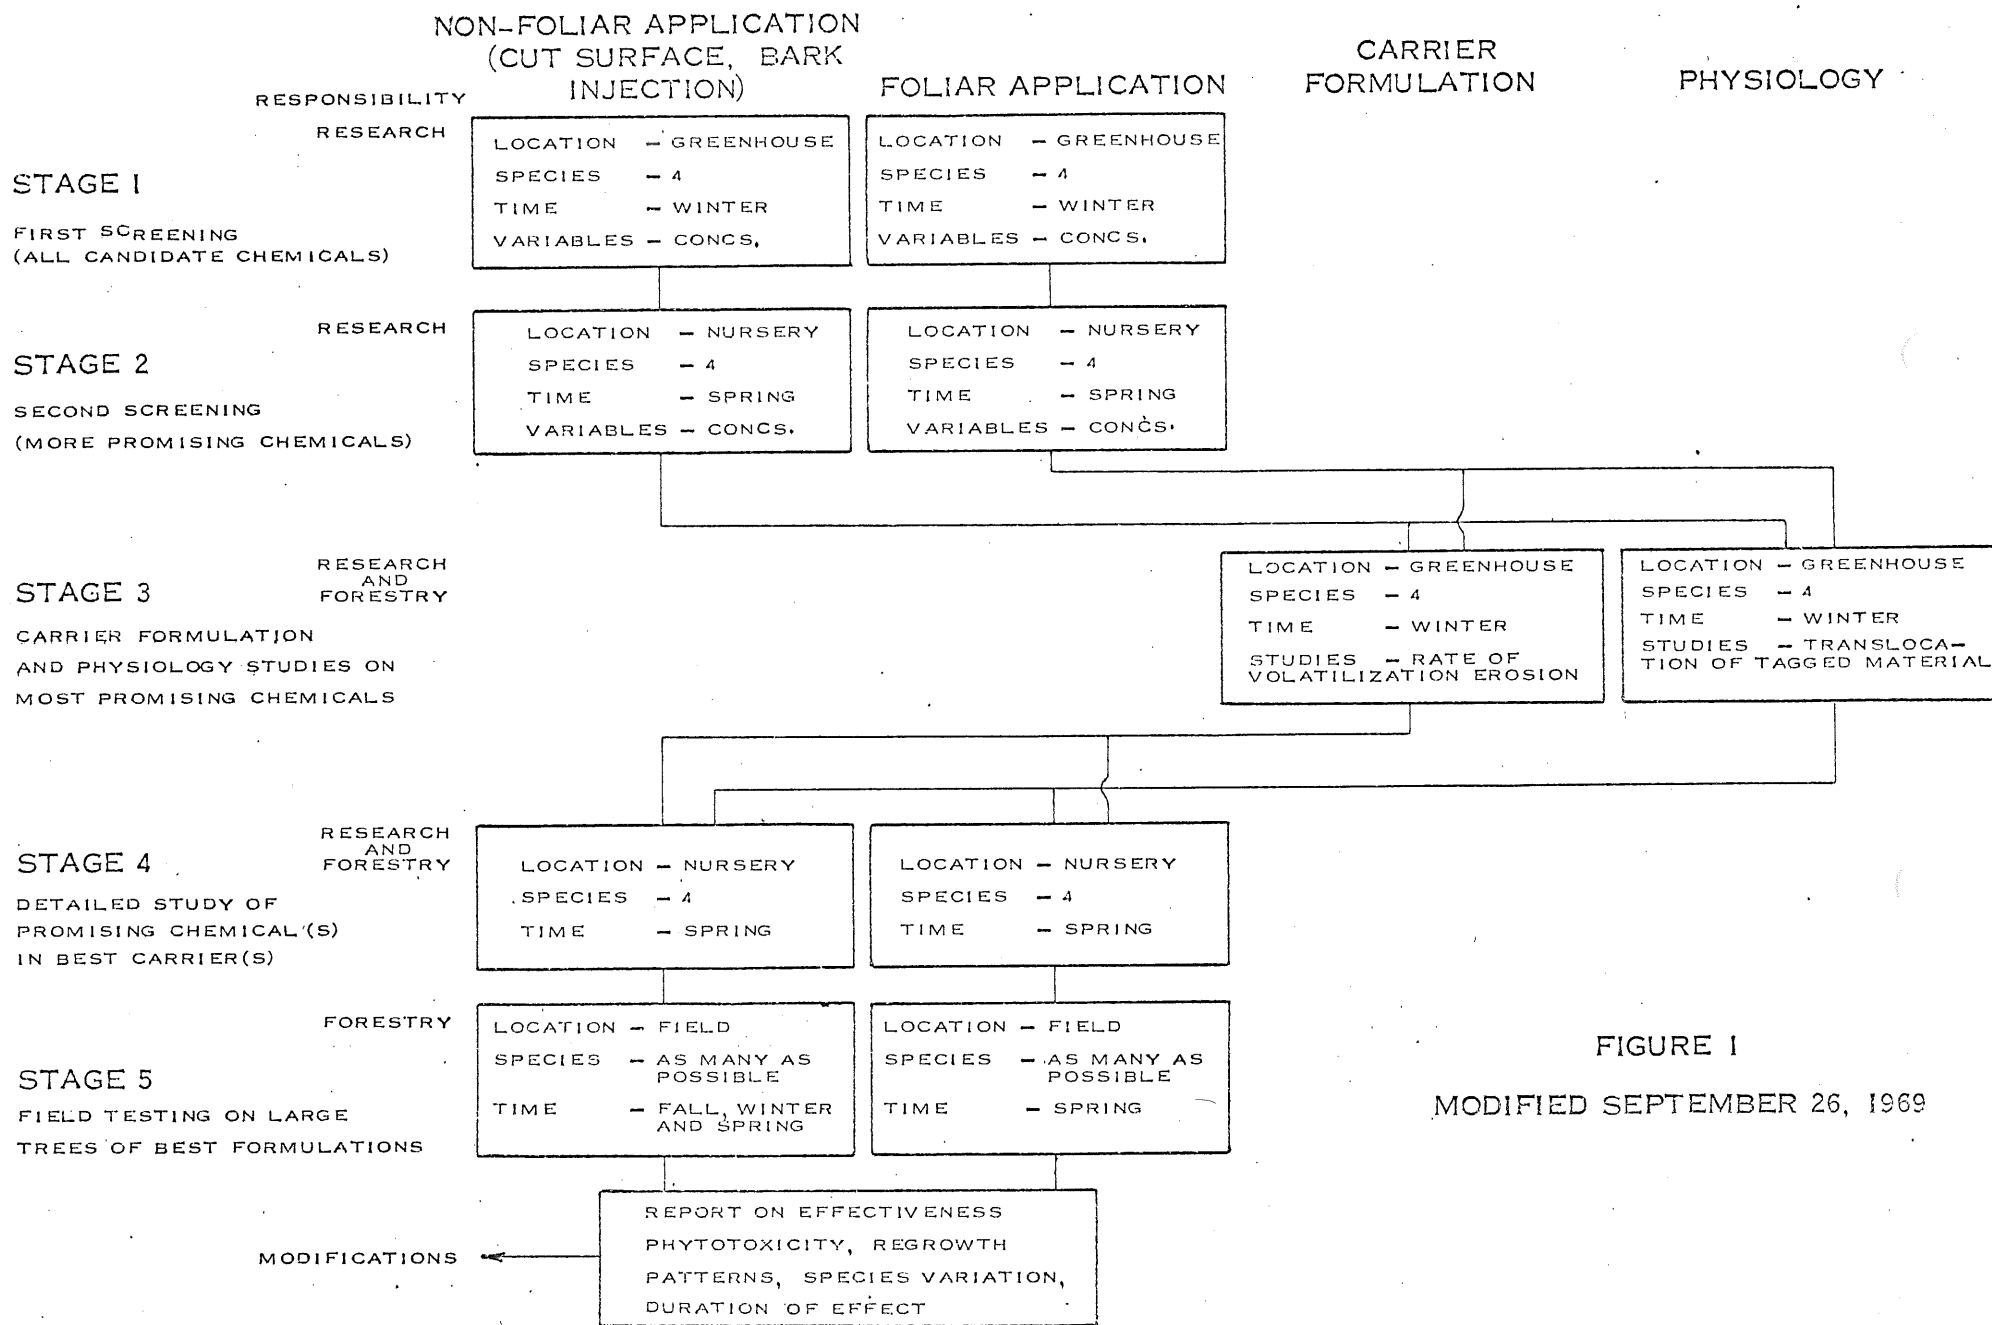 NON-FOLIAR APPLICATION
(CUT SURFACE, BARK
INJECTION)
FOLIAR APPLICATION
CARRIER
FORMULATION
PHYSIOLOGY
RESPONSIBILITY
RESEARCH
STAGE 1
FIRST SCREENING
(ALL CANDIDATE CHEMICALS)
LOCATION – GREENHOUSE
SPECIES – 4
TIME – WINTER
VARIABLES – CONCS.
LOCATION – GREENHOUSE
SPECIES – 4
TIME – WINTER
VARIABLES – CONCS.
RESEARCH
STAGE 2
SECOND SCREENING
(MORE PROMISING CHEMICALS)
LOCATION – NURSERY
SPECIES – 4
TIME – SPRING
VARIABLES – CONCS.
LOCATION – NURSERY
SPECIES – 4
TIME – SPRING
VARIABLES – CONCS.
RESEARCH
AND
FORESTRY
STAGE 3
CARRIER FORMULATION
AND PHYSIOLOGY STUDIES ON
MOST PROMISING CHEMICALS
LOCATION – GREENHOUSE
SPECIES – 4
TIME – WINTER
STUDIES – RATE OF
VOLATILIZATION EROSION
LOCATION – GREENHOUSE
SPECIES – 4
TIME – WINTER
STUDIES – TRANSLOCA–
TION OF TAGGED MATERIAL
RESEARCH
AND
FORESTRY
STAGE 4
DETAILED STUDY OF
PROMISING CHEMICAL'(S)
IN BEST CARRIER(S)
LOCATION – NURSERY
SPECIES – 4
TIME – SPRING
LOCATION – NURSERY
SPECIES – 4
TIME – SPRING
FORESTRY
STAGE 5
FIELD TESTING ON LARGE
TREES OF BEST FORMULATIONS
LOCATION – FIELD
SPECIES – AS MANY AS
POSSIBLE
TIME – FALL, WINTER
AND SPRING
LOCATION – FIELD
SPECIES – AS MANY AS
POSSIBLE
TIME – SPRING
REPORT ON EFFECTIVENESS
PHYTOTOXICITY, REGROWTH
PATTERNS, SPECIES VARIATION,
DURATION OF EFFECT
MODIFICATIONS
FIGURE 1
MODIFIED SEPTEMBER 26, 1969